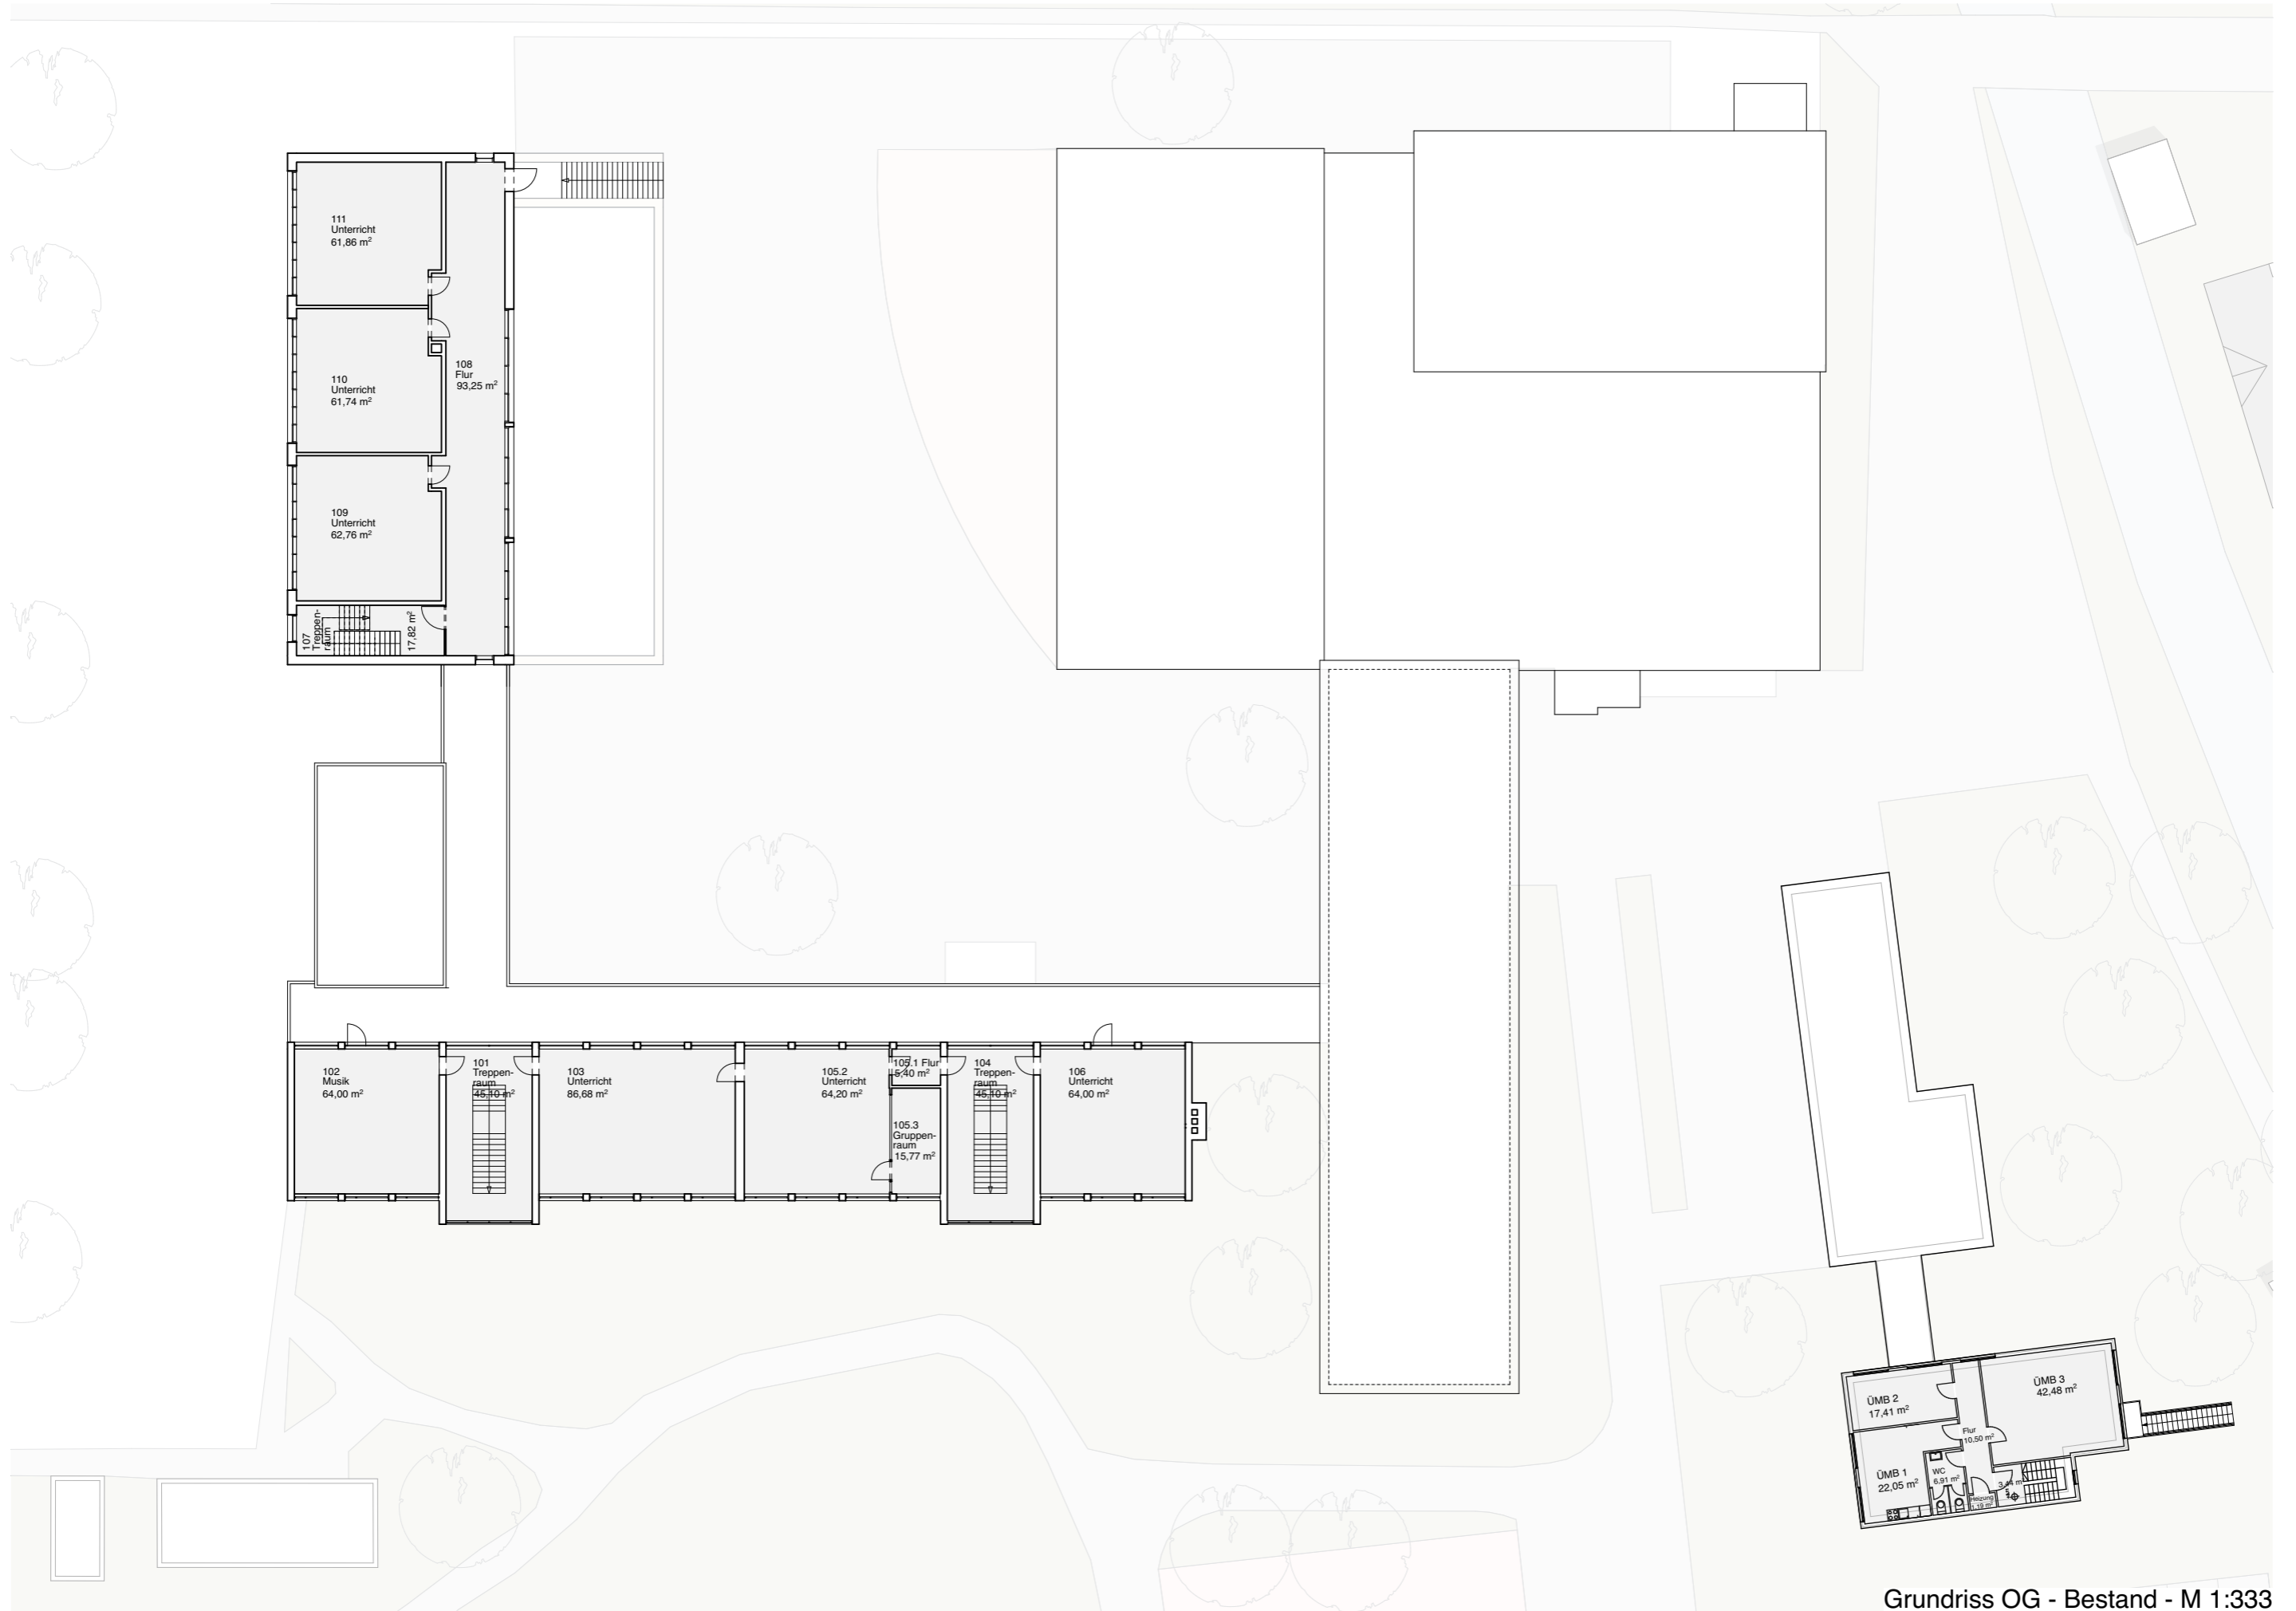 111
Unterricht
61,86 m²
110
Unterricht
61,74 m²
108
Flur
93,25 m²
109
Unterricht
62,76 m²
107
Treppen-
raum
17,82 m²
102
Musik
64,00 m²
101
Treppen-
raum
45,10 m²
103
Unterricht
86,68 m²
105.2
Unterricht
64,20 m²
105.1 Flur
5,40 m²
105.3
Gruppen-
raum
15,77 m²
104
Treppen-
raum
45,10 m²
106
Unterricht
64,00 m²
ÜMB 3
42,48 m²
ÜMB 2
17,41 m²
Flur
10,50 m²
ÜMB 1
22,05 m²
WC
6,91 m²
Heizung
1,19 m²
Grundriss OG - Bestand - M 1:333